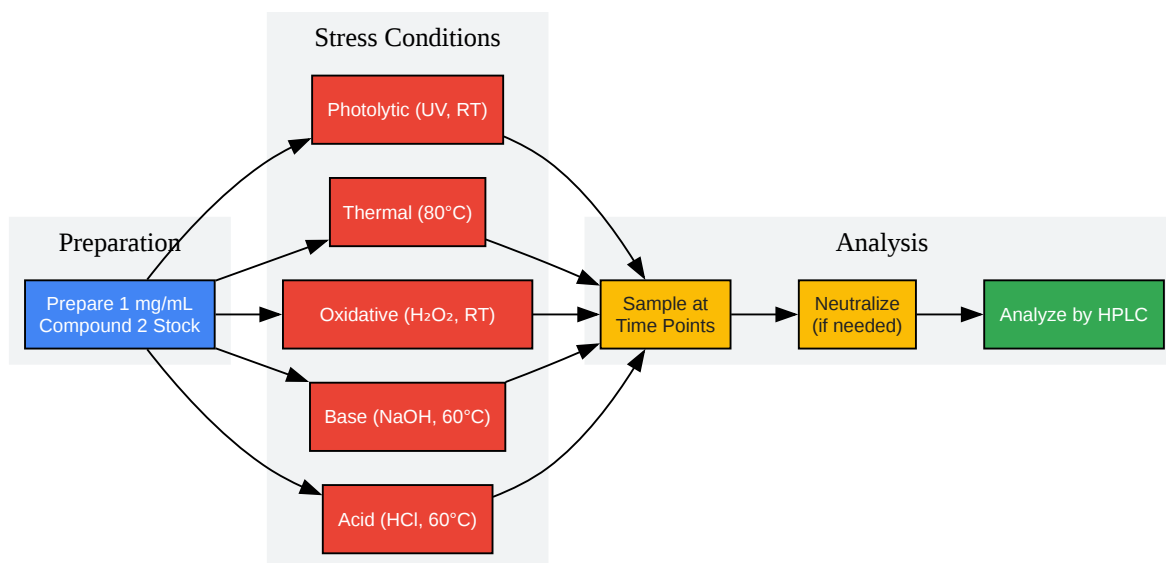 Stress Conditions
Photolytic (UV, RT)
Thermal (80°C)
Preparation
Analysis
Prepare 1 mg/mL
Compound 2 Stock
Oxidative (H₂O₂, RT)
Sample at
Time Points
Neutralize
(if needed)
Analyze by HPLC
Base (NaOH, 60°C)
Acid (HCl, 60°C)